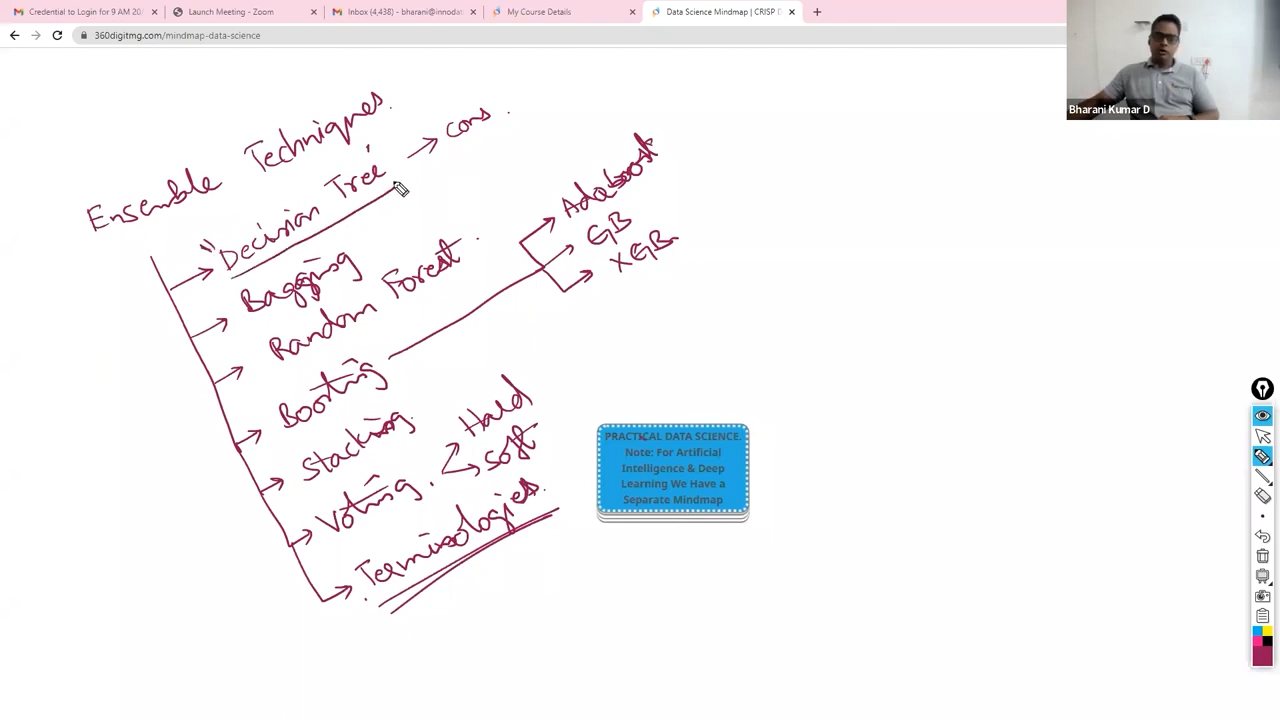 Credential to Login for 9 AM 20/
Launch Meeting - Zoom
Inbox (4,438) - bharani@innodat
My Course Details
Data Science Mindmap | CRISP D
360digitmg.com/mindmap-data-science
Bharani Kumar D
Ensemble Techniques.
"Decision Tree' → cons.
Bagging
Random Forest.
Boosting
Adaboost
GB
XGB
Stacking.
Voting.
Hard
Soft
Terminologies.
PRACTICAL DATA SCIENCE.
Note: For Artificial
Intelligence & Deep
Learning We Have a
Separate Mindmap